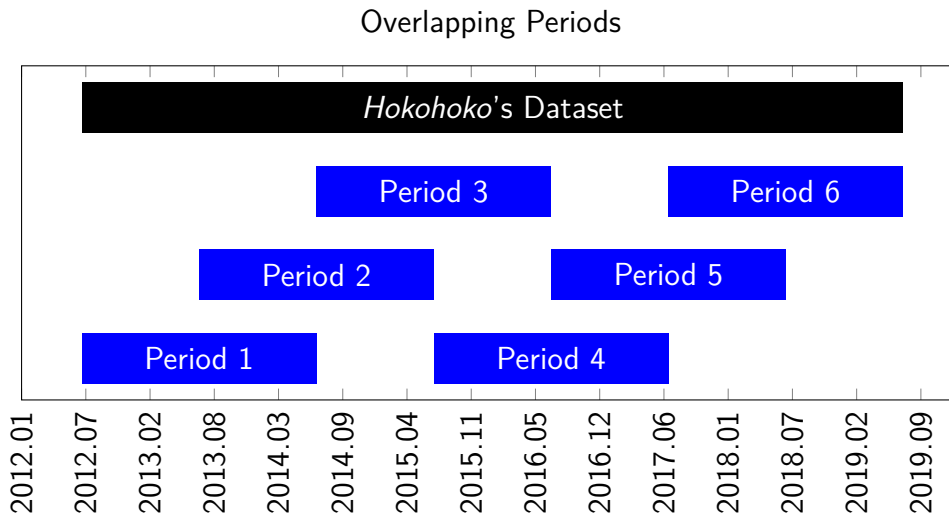 Overlapping Periods
Hokohoko's Dataset
Period 3
Period 6
Period 2
Period 5
Period 1
Period 4
2012.01
2012.07
2013.02
2013.08
2014.03
2014.09
2015.04
2015.11
2016.05
2016.12
2017.06
2018.01
2018.07
2019.02
2019.09